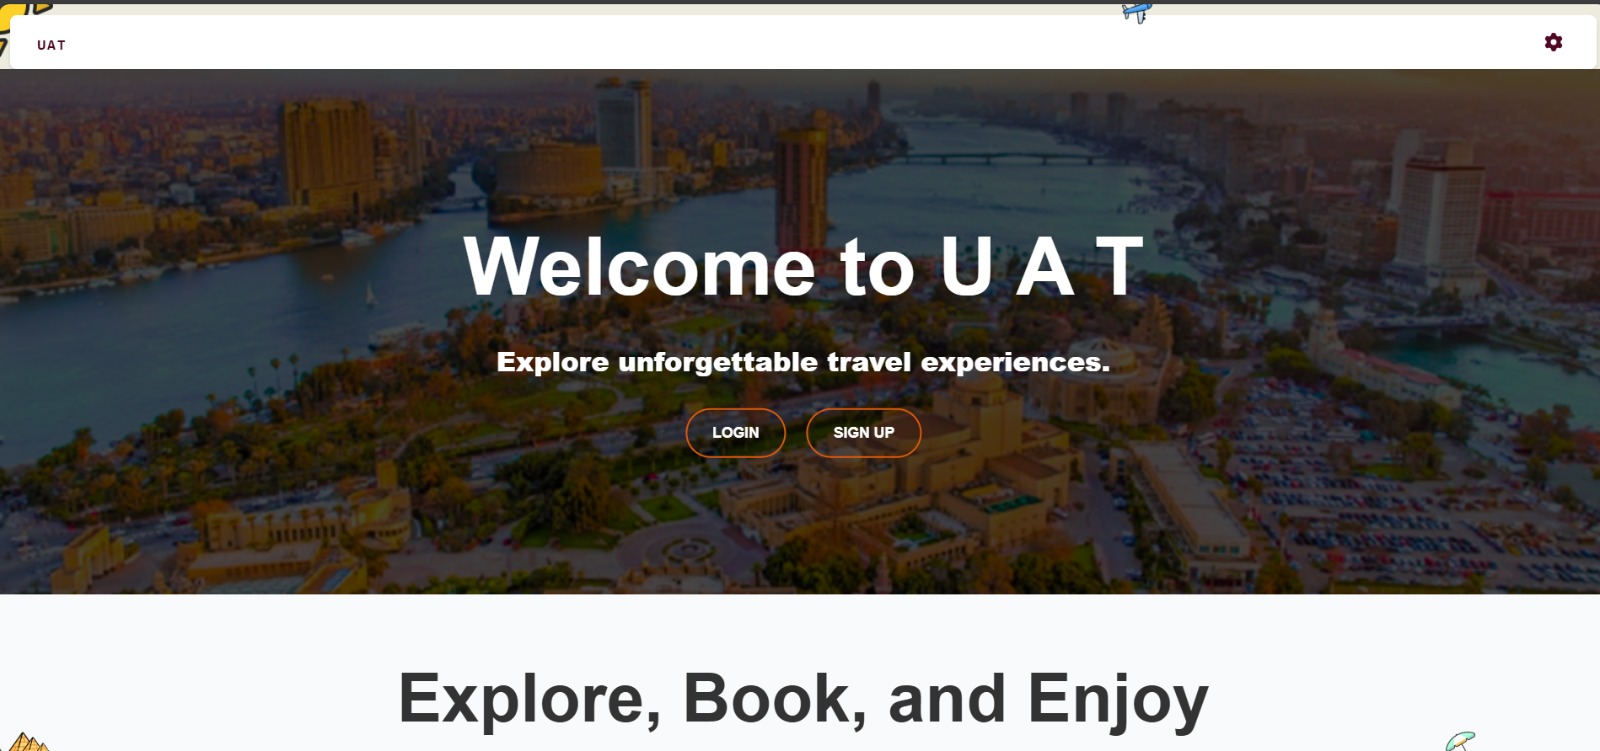 UAT
Welcome to U A T
Explore unforgettable travel experiences.
LOGIN
SIGN UP
Explore, Book, and Enjoy